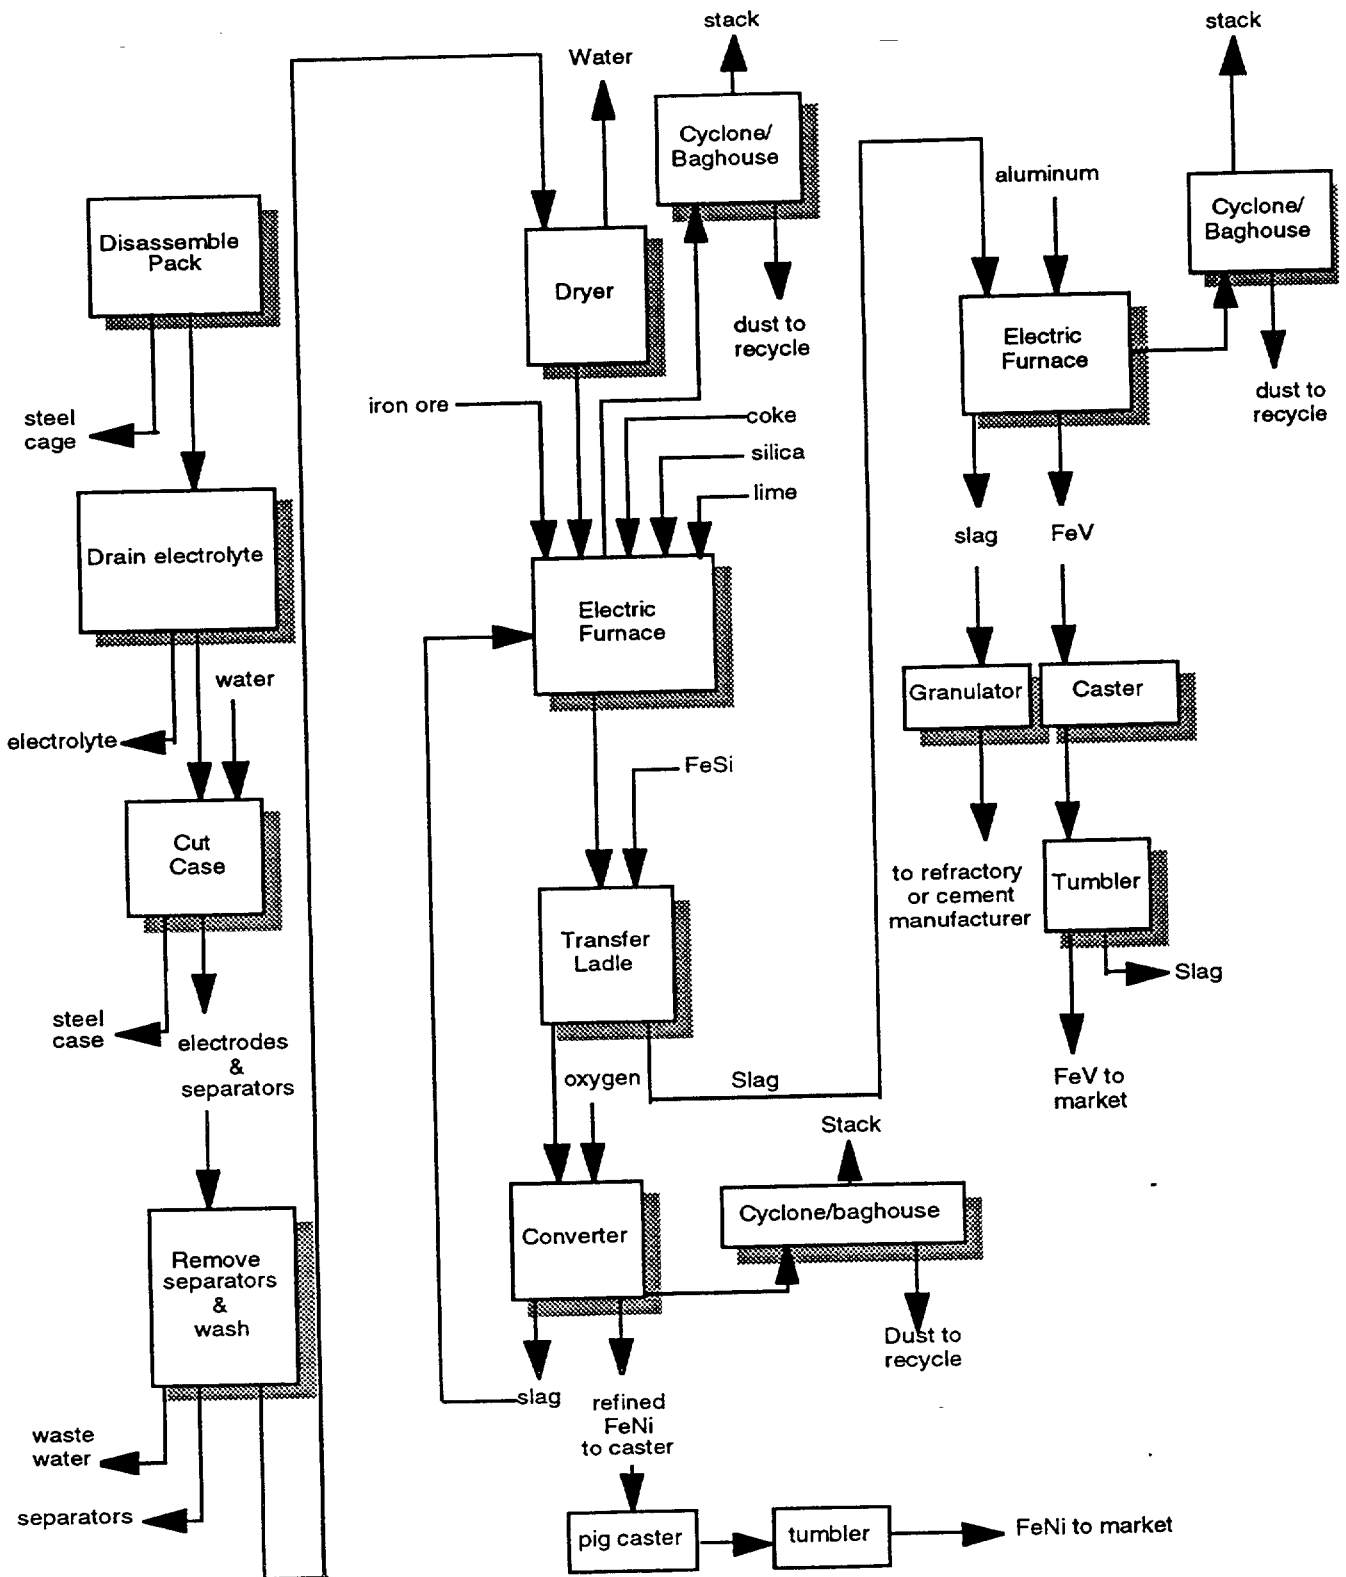 Disassemble
Pack
steel
cage
Drain electrolyte
water
electrolyte
Cut
Case
steel
case
electrodes
&
separators
Remove
separators
&
wash
waste
water
separators
Water
stack
Cyclone/
Baghouse
Dryer
dust to
recycle
iron ore
coke
silica
lime
Electric
Furnace
FeSi
Transfer
Ladle
oxygen
Slag
Converter
Stack
Cyclone/baghouse
Dust to
recycle
slag
refined
FeNi
to caster
pig caster
tumbler
FeNi to market
stack
aluminum
Cyclone/
Baghouse
Electric
Furnace
dust to
recycle
slag
FeV
Granulator
Caster
to refractory
or cement
manufacturer
Tumbler
Slag
FeV to
market